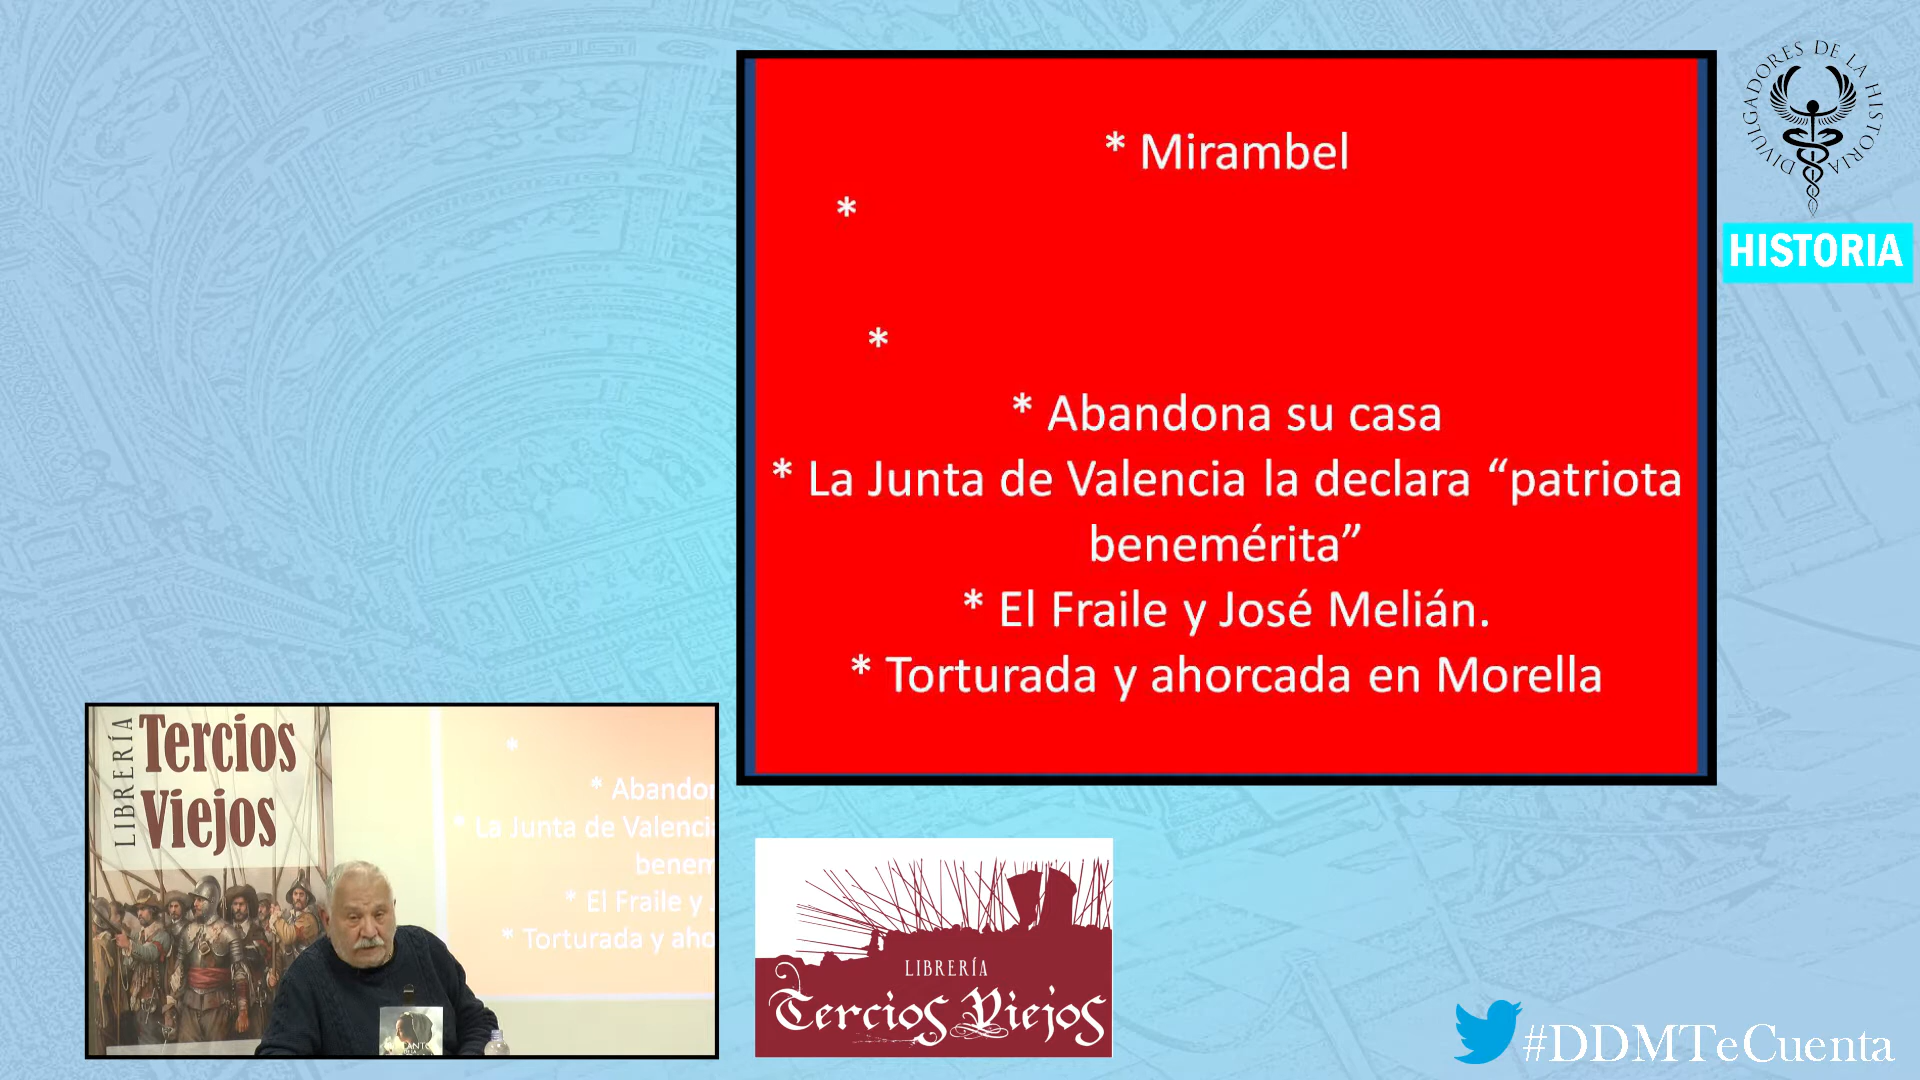 * Mirambel
*
*
* Abandona su casa
* La Junta de Valencia la declara “patriota
benemérita”
* El Fraile y José Melián.
* Torturada y ahorcada en Morella
DIVULGADORES DE LA HISTORIA
HISTORIA
LIBRERÍA
Tercios
Viejos
*
* Abandon
* La Junta de Valencia
benem
* El Fraile y J
* Torturada y aho
LIBRERÍA
Tercios Viejos
#DDMTeCuenta